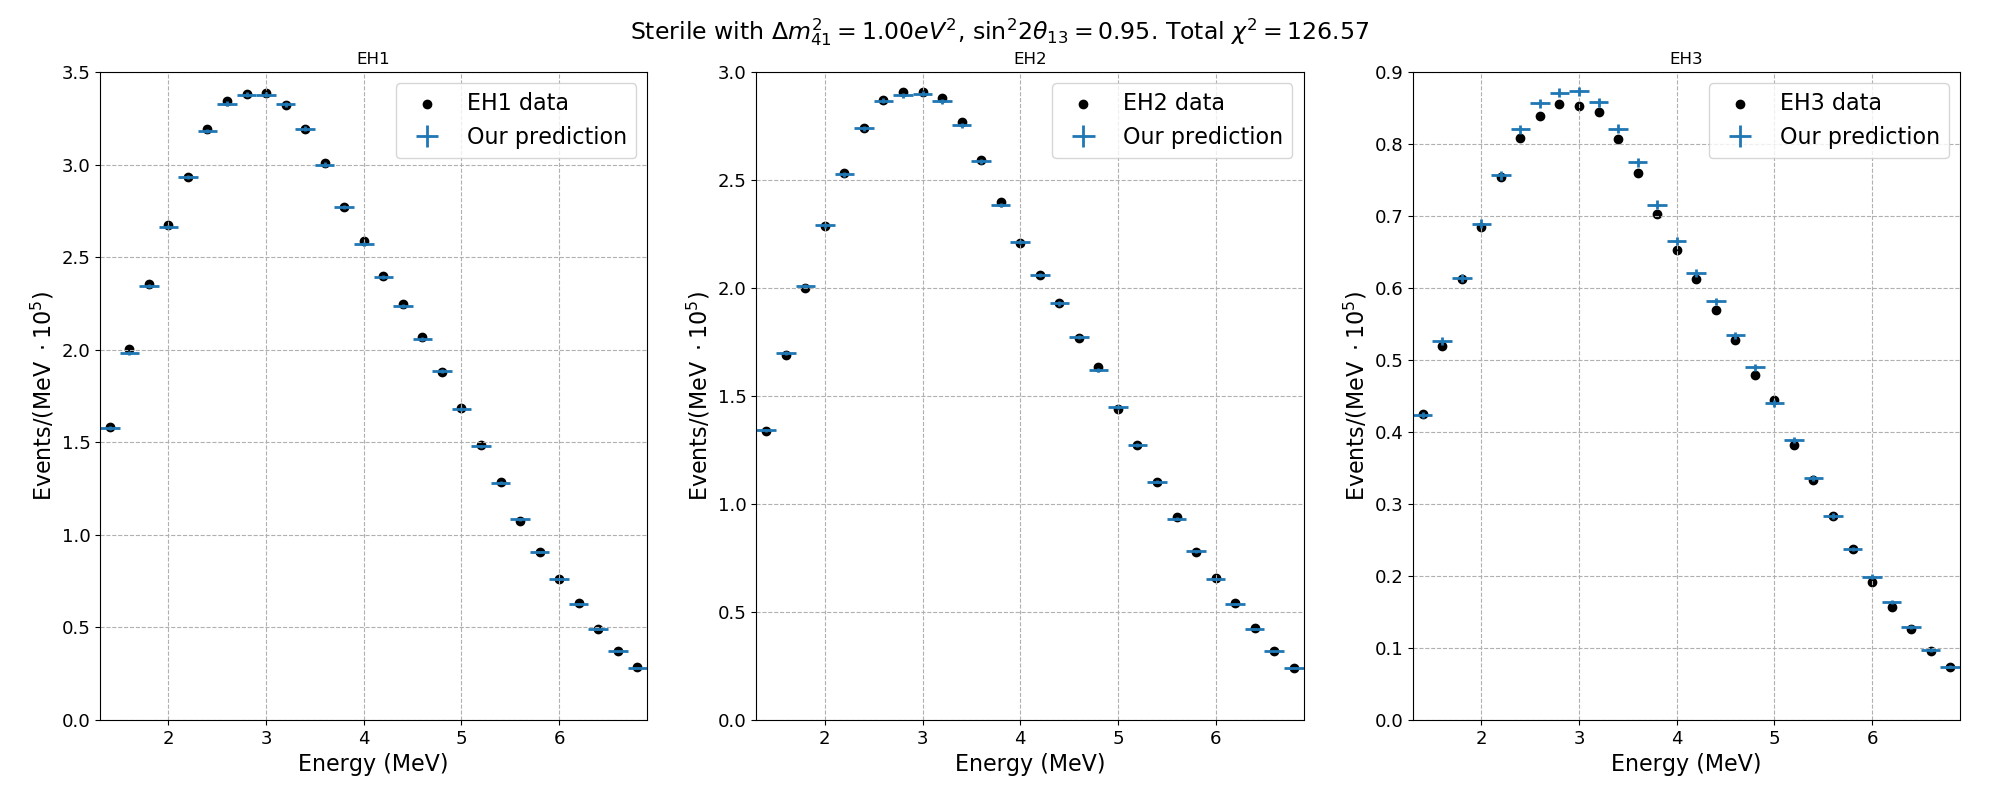 Sterile with Δm²₄₁ = 1.00eV², sin²2θ₁₃ = 0.95. Total χ² = 126.57
EH1
3.5
3.0
2.5
2.0
1.5
1.0
0.5
0.0
Events/(MeV · 10⁵)
2 3 4 5 6
Energy (MeV)
EH1 data
Our prediction
EH2
3.0
2.5
2.0
1.5
1.0
0.5
0.0
Events/(MeV · 10⁵)
2 3 4 5 6
Energy (MeV)
EH2 data
Our prediction
EH3
0.9
0.8
0.7
0.6
0.5
0.4
0.3
0.2
0.1
0.0
Events/(MeV · 10⁵)
2 3 4 5 6
Energy (MeV)
EH3 data
Our prediction